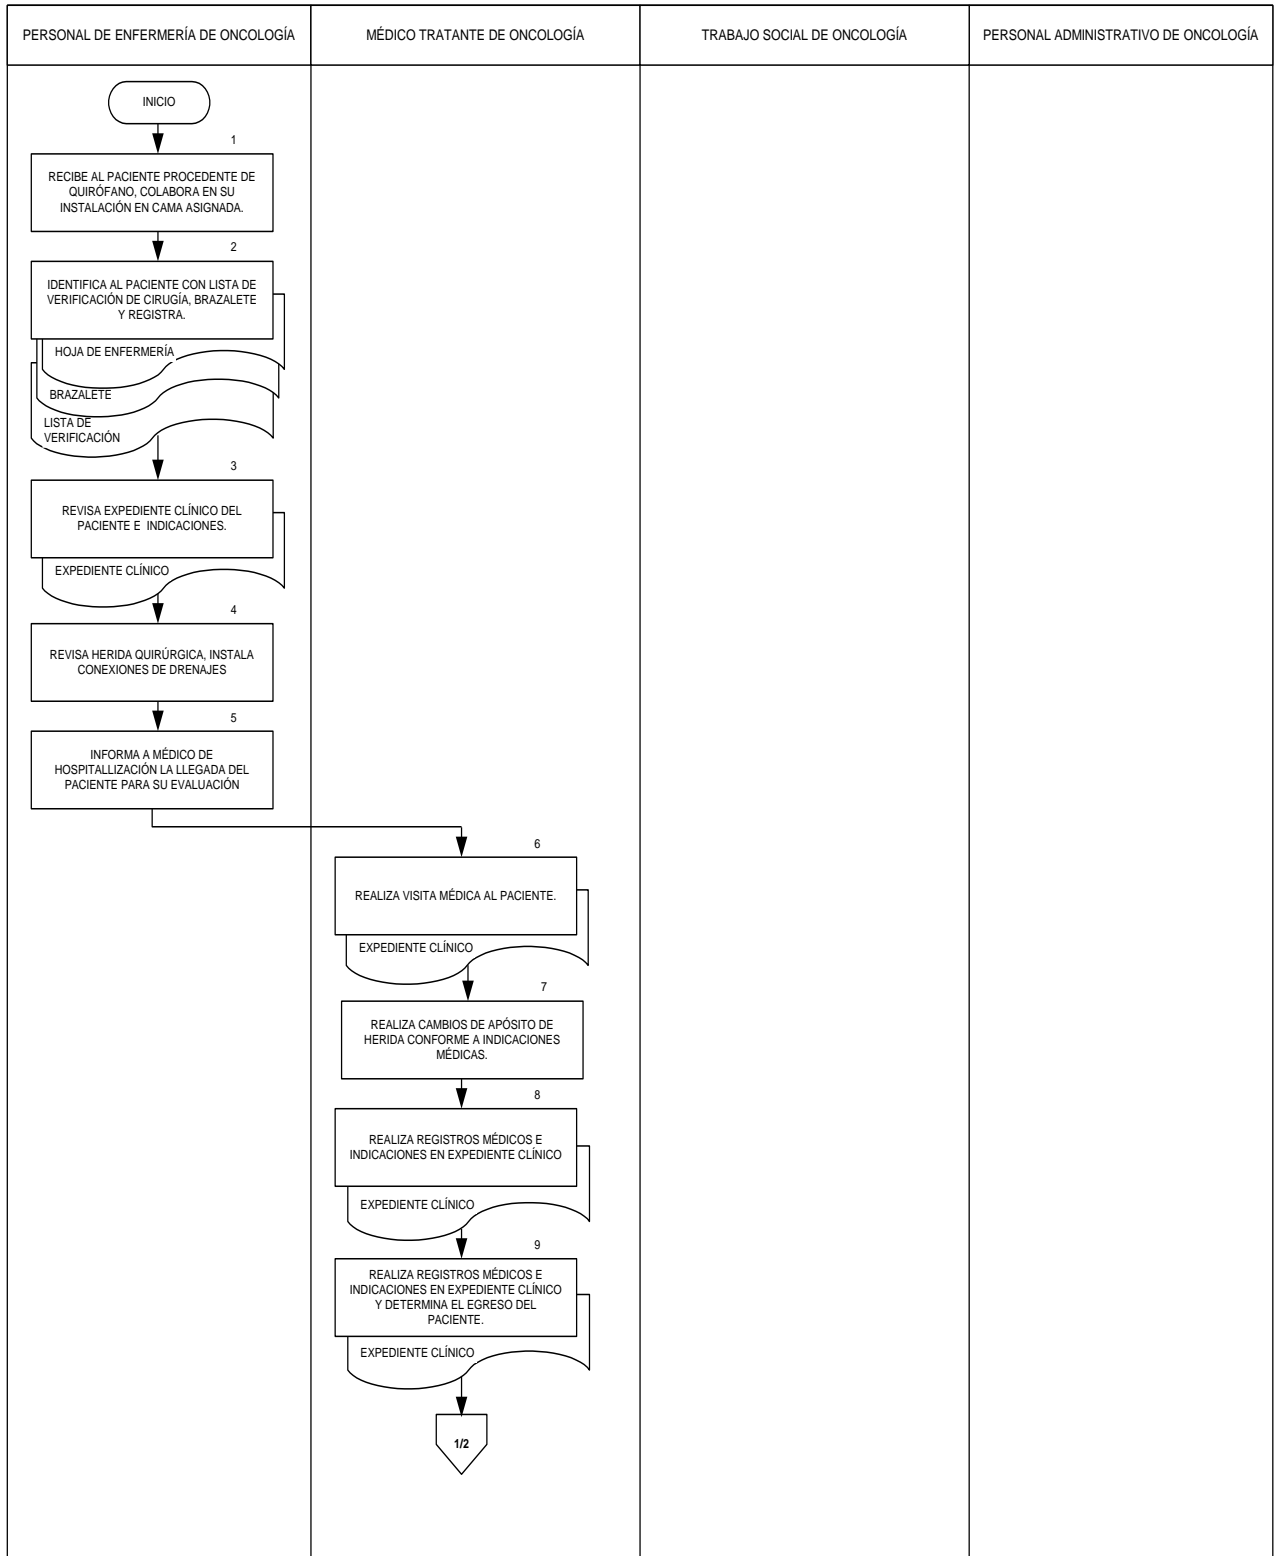 PERSONAL DE ENFERMERÍA DE ONCOLOGÍA
MÉDICO TRATANTE DE ONCOLOGÍA
TRABAJO SOCIAL DE ONCOLOGÍA
PERSONAL ADMINISTRATIVO DE ONCOLOGÍA
INICIO
1
RECIBE AL PACIENTE PROCEDENTE DE
QUIRÓFANO, COLABORA EN SU
INSTALACIÓN EN CAMA ASIGNADA.
2
IDENTIFICA AL PACIENTE CON LISTA DE
VERIFICACIÓN DE CIRUGÍA, BRAZALETE
Y REGISTRA.
HOJA DE ENFERMERÍA
BRAZALETE
LISTA DE
VERIFICACIÓN
3
REVISA EXPEDIENTE CLÍNICO DEL
PACIENTE E INDICACIONES.
EXPEDIENTE CLÍNICO
4
REVISA HERIDA QUIRÚRGICA, INSTALA
CONEXIONES DE DRENAJES
5
INFORMA A MÉDICO DE
HOSPITALLIZACIÓN LA LLEGADA DEL
PACIENTE PARA SU EVALUACIÓN
6
REALIZA VISITA MÉDICA AL PACIENTE.
EXPEDIENTE CLÍNICO
7
REALIZA CAMBIOS DE APÓSITO DE
HERIDA CONFORME A INDICACIONES
MÉDICAS.
8
REALIZA REGISTROS MÉDICOS E
INDICACIONES EN EXPEDIENTE CLÍNICO
EXPEDIENTE CLÍNICO
9
REALIZA REGISTROS MÉDICOS E
INDICACIONES EN EXPEDIENTE CLÍNICO
Y DETERMINA EL EGRESO DEL
PACIENTE.
EXPEDIENTE CLÍNICO
1/2